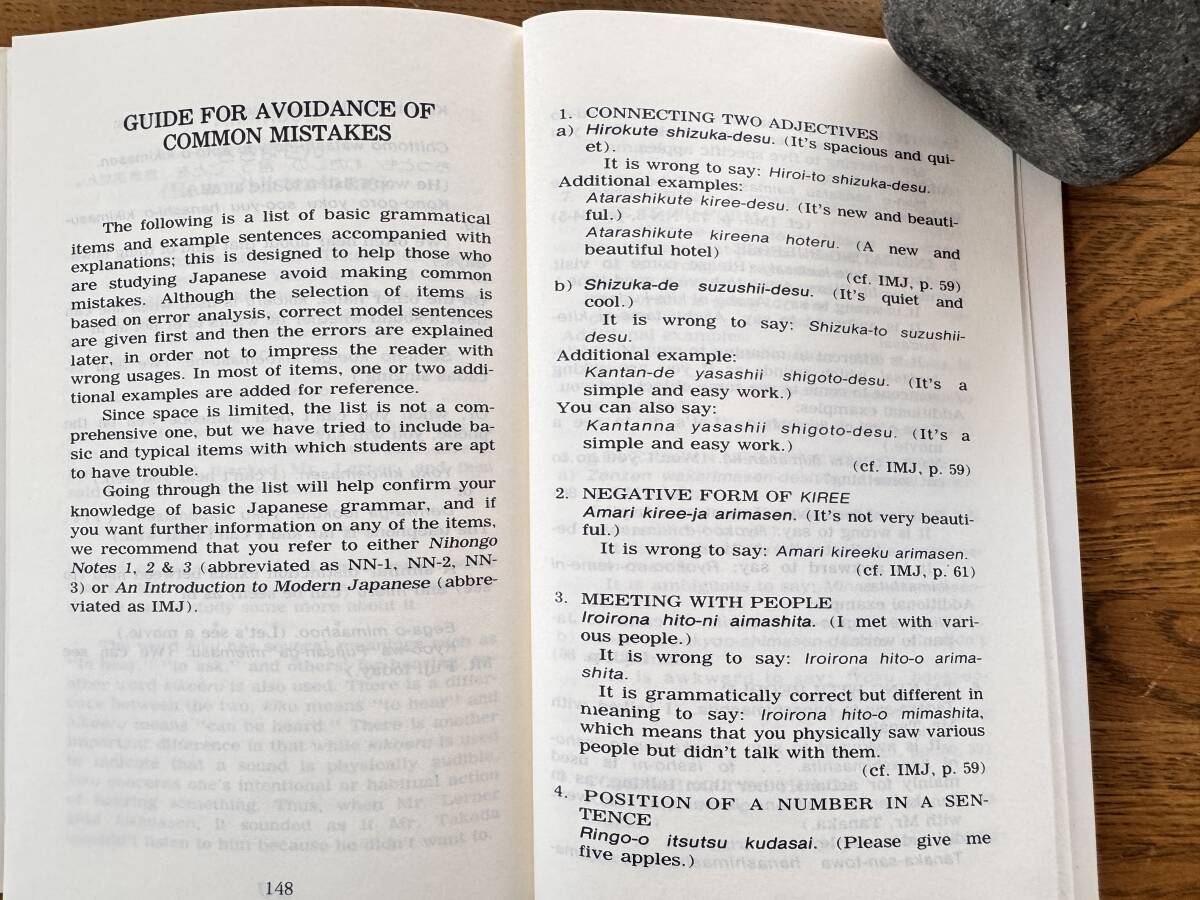 GUIDE FOR AVOIDANCE OF
COMMON MISTAKES
The following is a list of basic grammatical
items and example sentences accompanied with
explanations; this is designed to help those who
are studying Japanese avoid making common
mistakes. Although the selection of items is
based on error analysis, correct model sentences
are given first and then the errors are explained
later, in order not to impress the reader with
wrong usages. In most of items, one or two addi-
tional examples are added for reference.
Since space is limited, the list is not a com-
prehensive one, but we have tried to include ba-
sic and typical items with which students are apt
to have trouble.
Going through the list will help confirm your
knowledge of basic Japanese grammar, and if
you want further information on any of the items,
we recommend that you refer to either Nihongo
Notes 1, 2 & 3 (abbreviated as NN-1, NN-2, NN-
3) or An Introduction to Modern Japanese (abbre-
viated as IMJ).
148
1. CONNECTING TWO ADJECTIVES
a) Hirokute shizuka-desu. (It's spacious and qui-
et).
It is wrong to say: Hiroi-to shizuka-desu.
Additional examples:
Atarashikute kiree-desu. (It's new and beauti-
ful.)
Atarashikute kireena hoteru. (A new and
beautiful hotel)
(cf. IMJ, p. 59)
b) Shizuka-de suzushii-desu. (It's quiet and
cool.)
It is wrong to say: Shizuka-to suzushii-
desu.
Additional example:
Kantan-de yasashii shigoto-desu. (It's a
simple and easy work.)
You can also say:
Kantanna yasashii shigoto-desu. (It's a
simple and easy work.)
(cf. IMJ, p. 59)
2. NEGATIVE FORM OF KIREE
Amari kiree-ja arimasen. (It's not very beauti-
ful.)
It is wrong to say: Amari kireeku arimasen.
(cf. IMJ, p. 61)
3. MEETING WITH PEOPLE
Iroirona hito-ni aimashita. (I met with vari-
ous people.)
It is wrong to say: Iroirona hito-o arima-
shita.
It is grammatically correct but different in
meaning to say: Iroirona hito-o mimashita,
which means that you physically saw various
people but didn't talk with them.
(cf. IMJ, p. 59)
4. POSITION OF A NUMBER IN A SEN-
TENCE
Ringo-o itsutsu kudasai. (Please give me
five apples.)